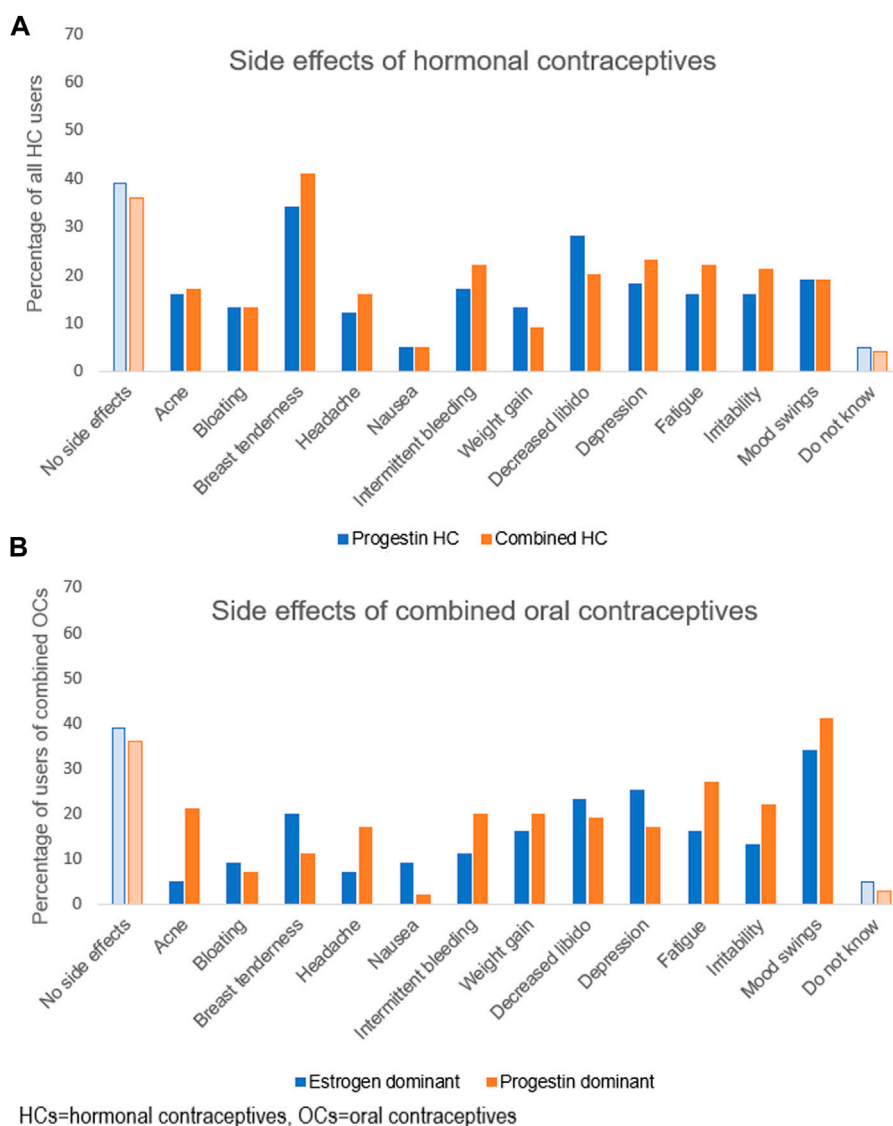 A
Side effects of hormonal contraceptives
Percentage of all HC users
70
60
50
40
30
20
10
0
No side effects
Acne
Bloating
Breast tenderness
Headache
Nausea
Intermittent bleeding
Weight gain
Decreased libido
Depression
Fatigue
Irritability
Mood swings
Do not know
Progestin HC Combined HC
B
Side effects of combined oral contraceptives
Percentage of users of combined OCs
70
60
50
40
30
20
10
0
No side effects
Acne
Bloating
Breast tenderness
Headache
Nausea
Intermittent bleeding
Weight gain
Decreased libido
Depression
Fatigue
Irritability
Mood swings
Do not know
Estrogen dominant Progestin dominant
HCs=hormonal contraceptives, OCs=oral contraceptives